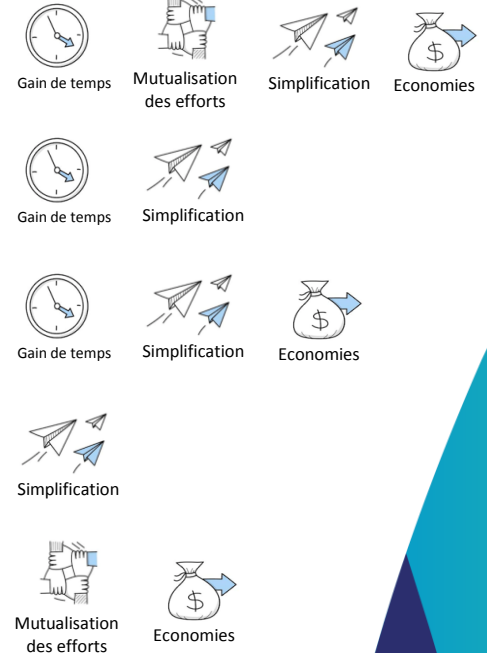 Gain de temps
Mutualisation
des efforts
Simplification
Economies
$
Gain de temps
Simplification
Gain de temps
Simplification
Economies
$
Simplification
Mutualisation
des efforts
Economies
$